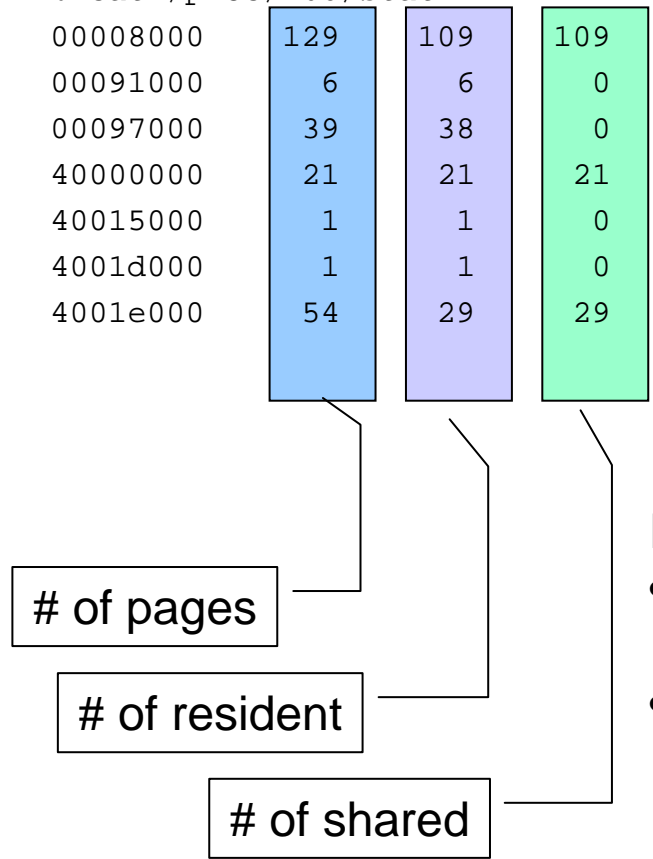 00008000 129 109 109
00091000 6 6 0
00097000 39 38 0
40000000 21 21 21
40015000 1 1 0
4001d000 1 1 0
4001e000 54 29 29
# of pages
•
# of resident
•
# of shared